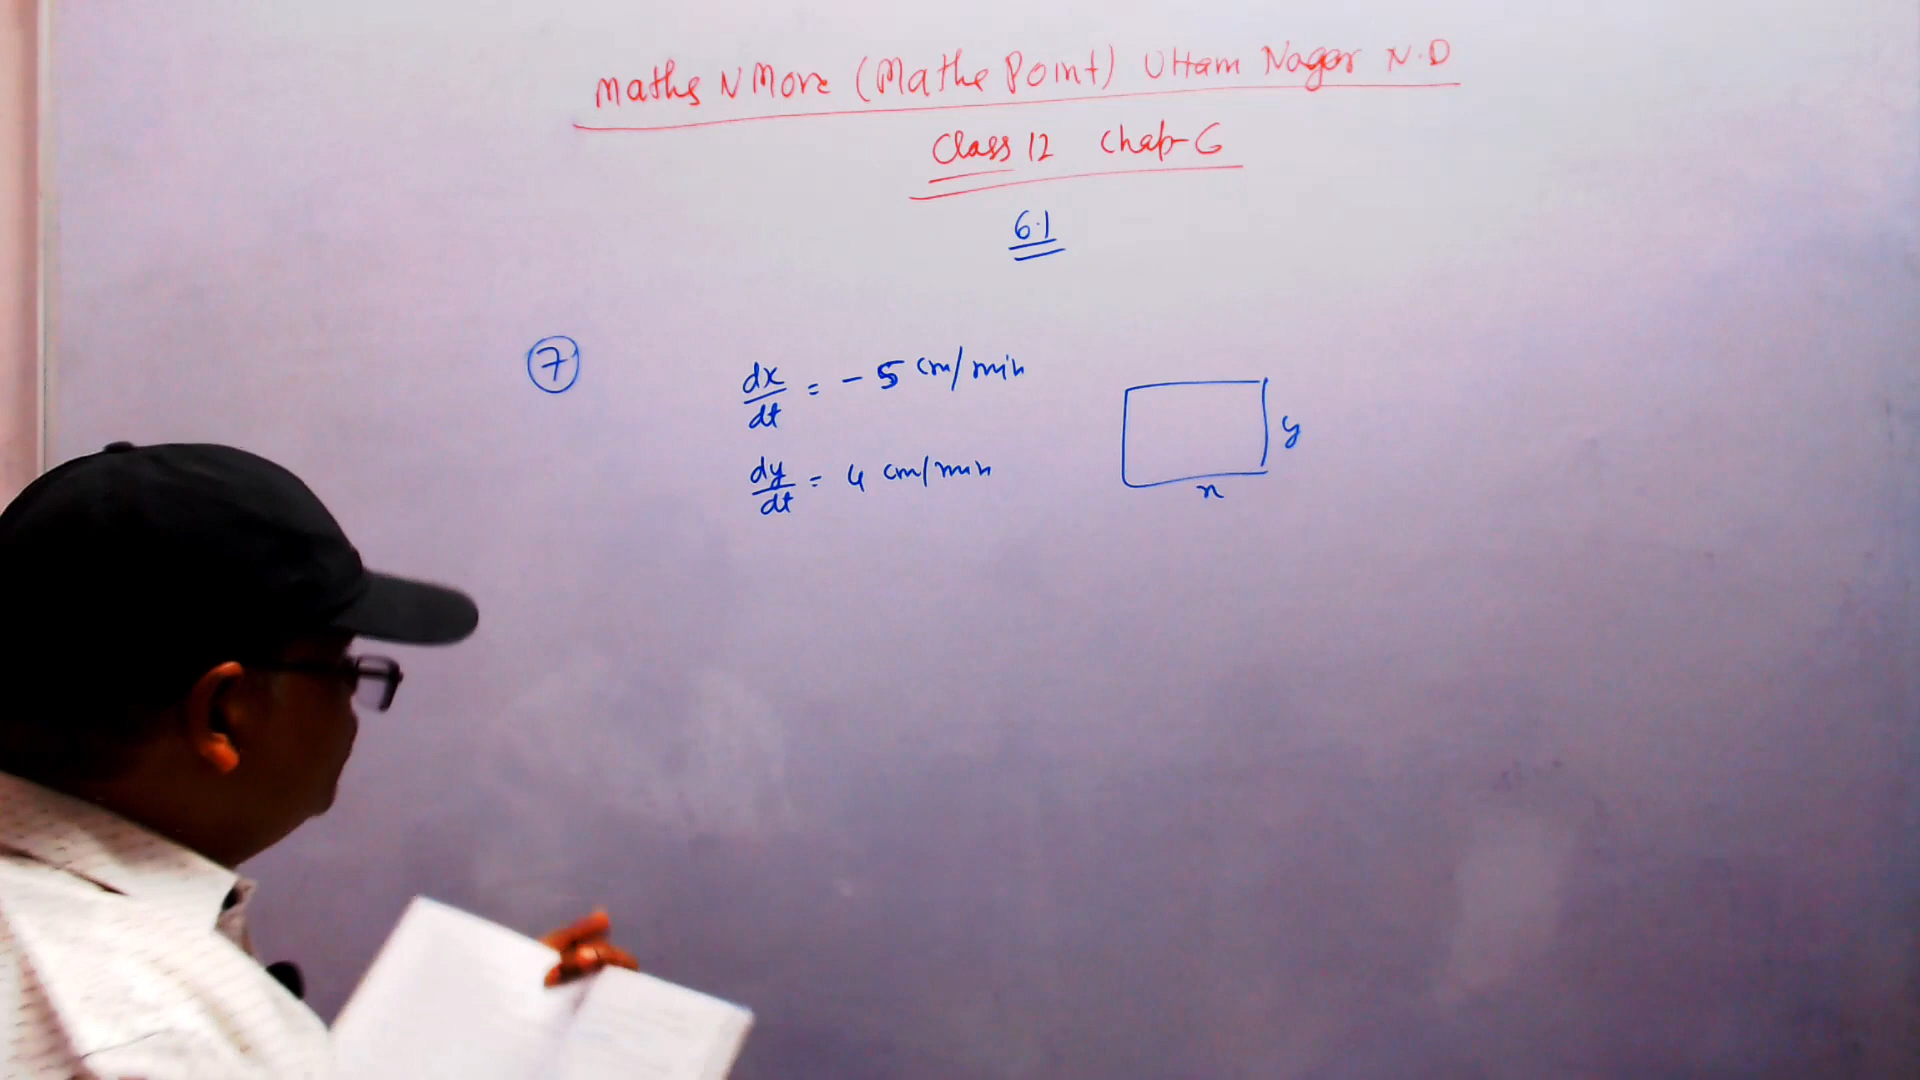 Maths N More (Maths Point) Uttam Nagar N.D
Class 12 Chap-6
6.1
7
dx/dt = - 5 cm/min
y
dy/dt = 4 cm/min
x